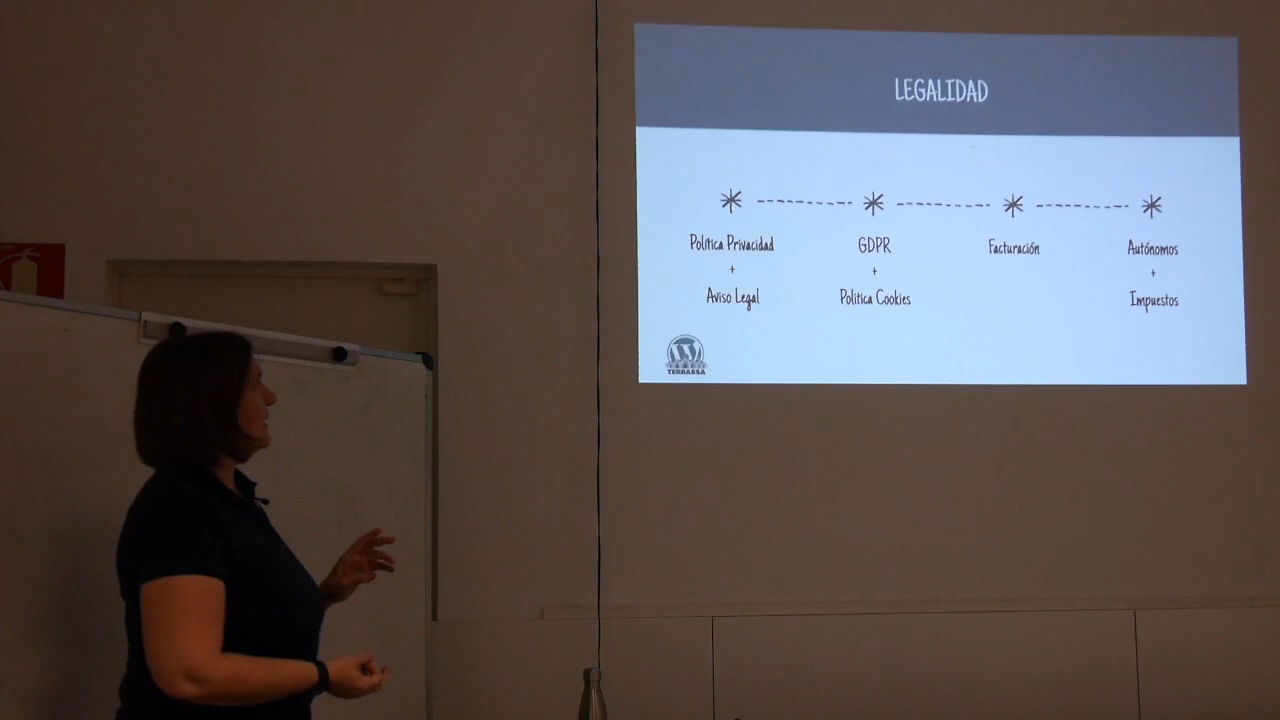 LEGALIDAD
Política Privacidad
+
Aviso Legal
GDPR
+
Política Cookies
Facturación
Autónomos
+
Impuestos
TERRASSA